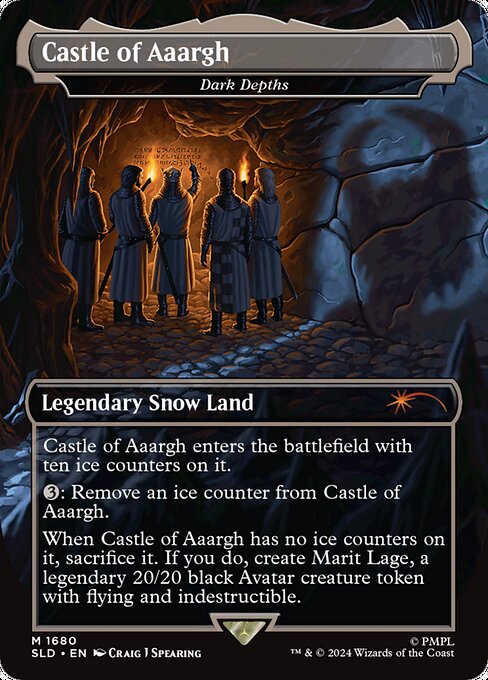 Castle of Aaargh
Dark Depths
Legendary Snow Land
Castle of Aaargh enters the battlefield with
ten ice counters on it.
3: Remove an ice counter from Castle of
Aaargh.
When Castle of Aaargh has no ice counters on
it, sacrifice it. If you do, create Marit Lage, a
legendary 20/20 black Avatar creature token
with flying and indestructible.
M 1680
SLD • EN Craig J Spearing
© PMPL
™ & © 2024 Wizards of the Coast